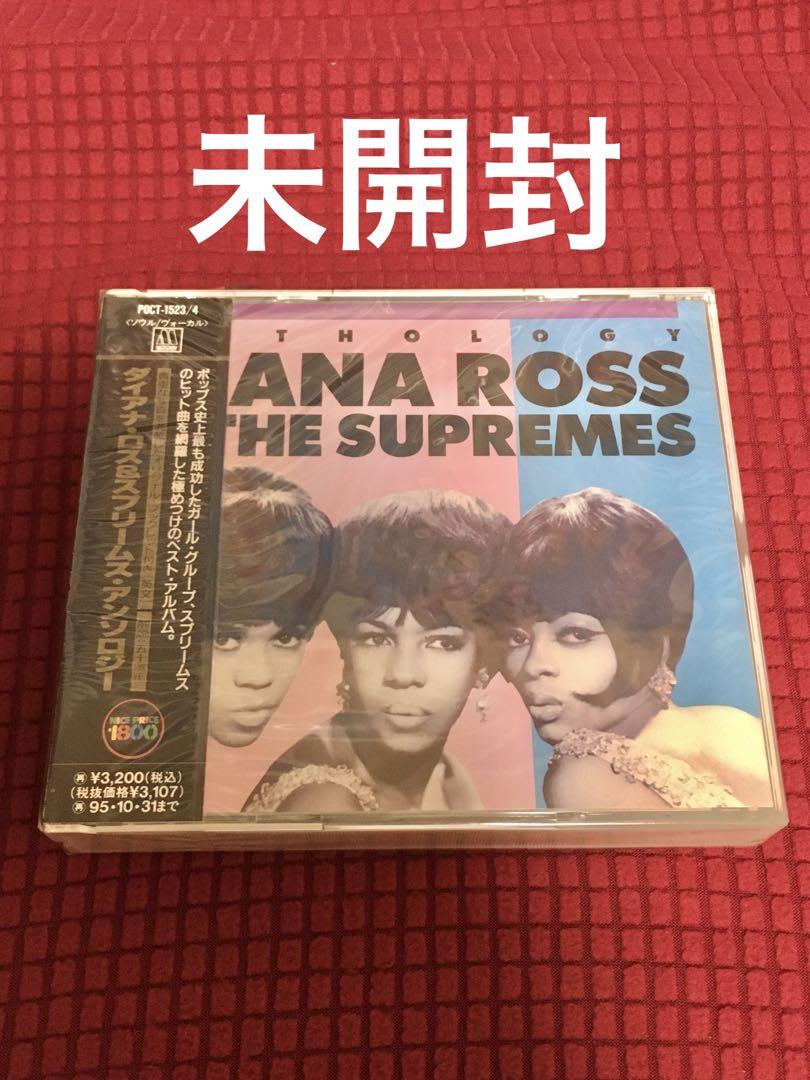 未開封
POCT-1523/4
<ソウル/ヴォーカル>
THOLOGY
ANA ROSS
THE SUPREMES
ポップス史上最も成功したガール・グループ、スプリームス
のヒット曲を網羅した極めつけのベスト・アルバム。
ダイアナ・ロス&スプリームス・アンソロジー
NICE PRICE
1800
再 ¥3,200(税込)
(税抜価格¥3,107)
再 95・10・31まで